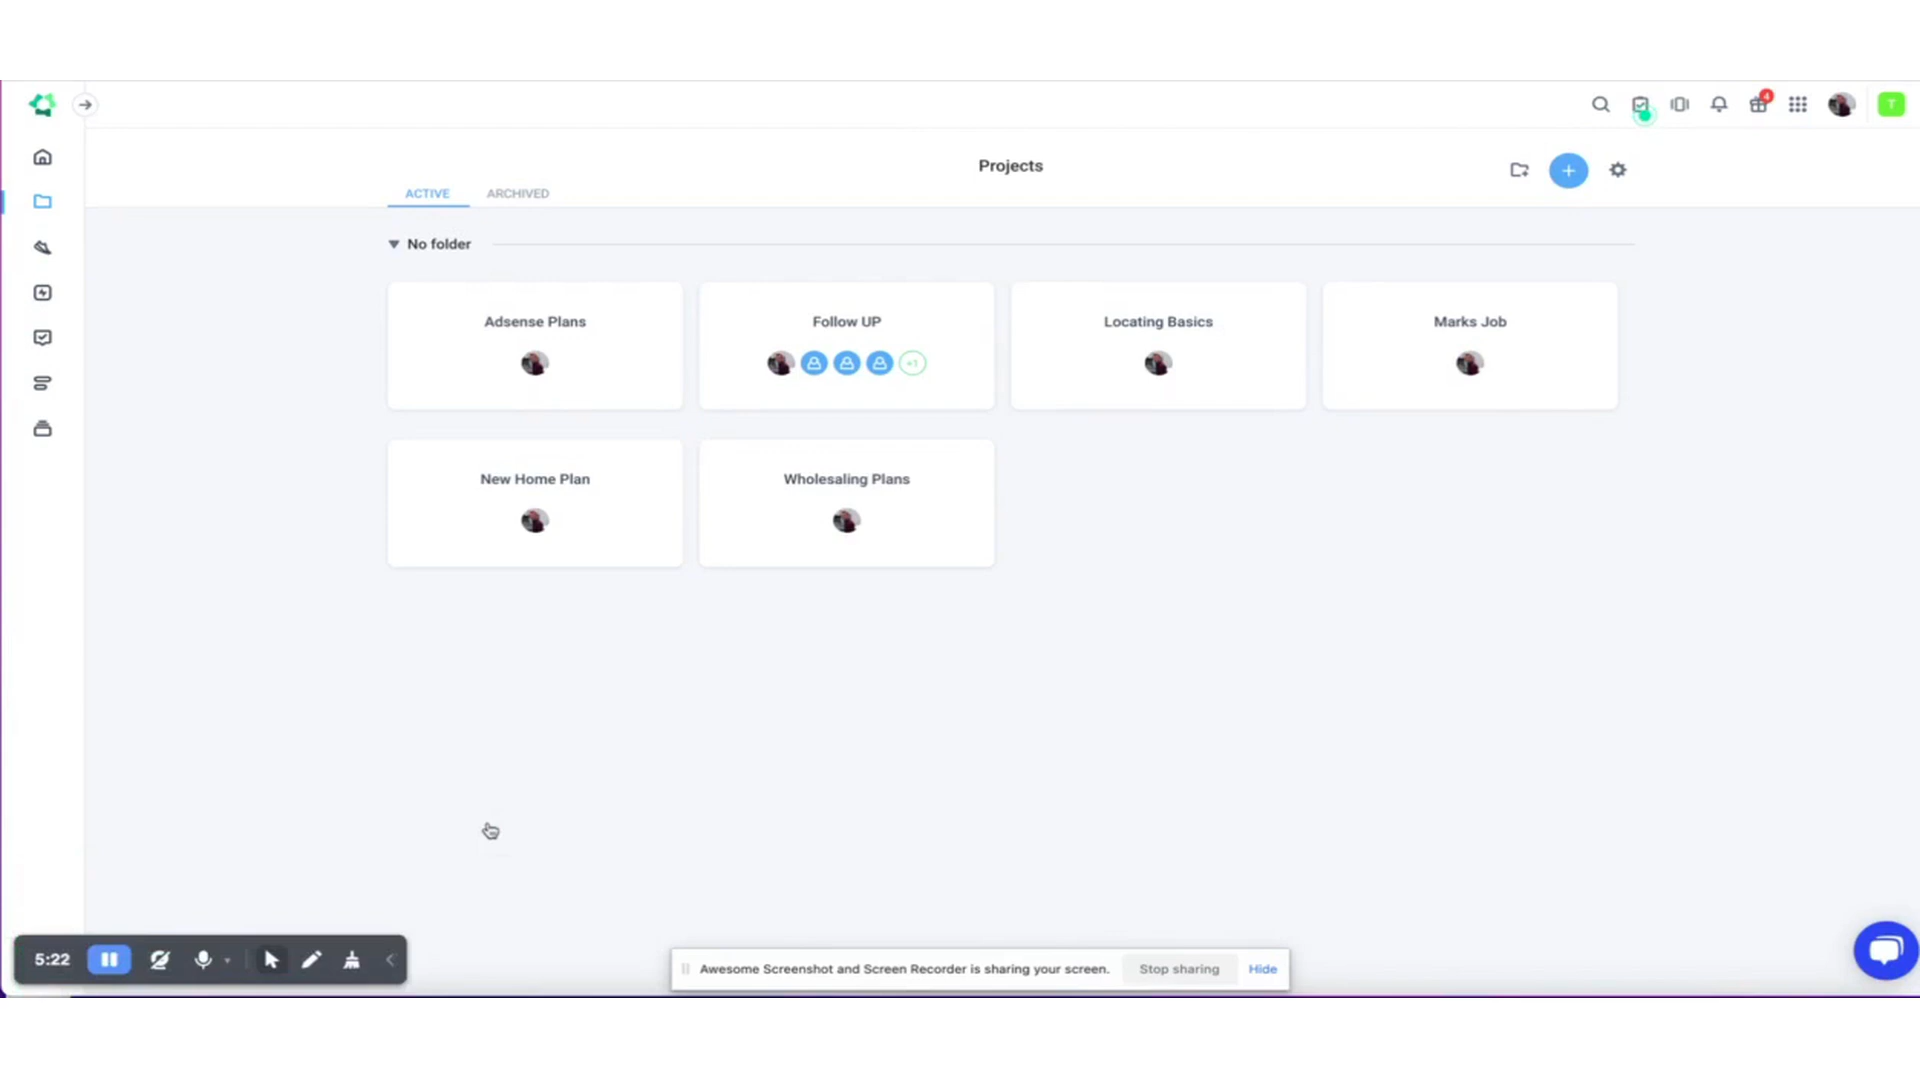 4
T
Projects
ACTIVE
ARCHIVED
No folder
Adsense Plans
Follow UP
Locating Basics
Marks Job
+1
New Home Plan
Wholesaling Plans
5:22
Awesome Screenshot and Screen Recorder is sharing your screen.
Stop sharing
Hide